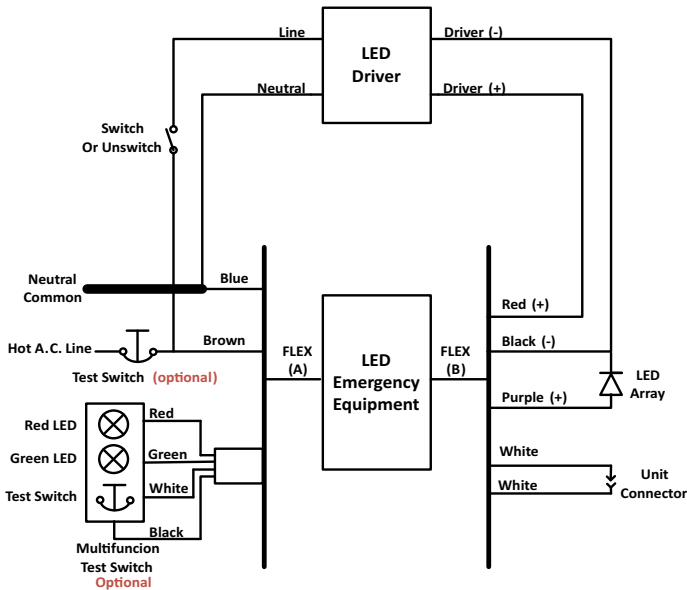 Line
LED
Driver
Driver (-)
Neutral
Driver (+)
Switch
Or Unswitch
Neutral
Common
Blue
Hot A.C. Line
Brown
Test Switch (optional)
FLEX
(A)
LED
Emergency
Equipment
FLEX
(B)
Red (+)
Black (-)
Purple (+)
LED
Array
White
White
Unit
Connector
Red LED
Red
Green LED
Green
Test Switch
White
Black
Multifuncion
Test Switch
Optional